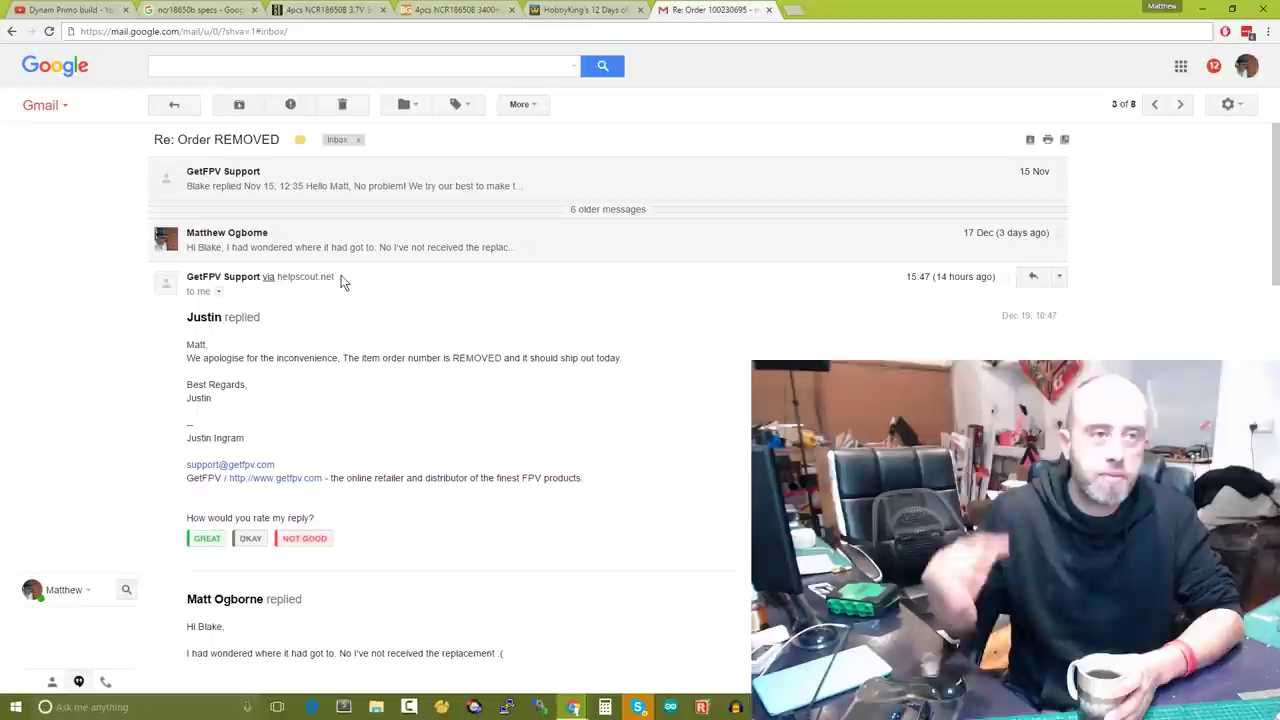 Matthew
Dynam Primo build -
ncr18650b specs - G
4pcs NCR18650B 3.7V 3
4pcs NCR18650B 3400m
HobbyKing's 12 Days of
Re: Order 100230695 - m
https://mail.google.com/mail/u/0/?shva=1#inbox/
Google
12
Gmail
More
3 of 8
Re: Order REMOVED
Inbox x
GetFPV Support
15 Nov
Blake replied Nov 15, 12:35 Hello Matt, No problem! We try our best to make t...
6 older messages
Matthew Ogborne
17 Dec (3 days ago)
Hi Blake, I had wondered where it had got to. No I've not received the replac...
GetFPV Support via helpscout.net
15:47 (14 hours ago)
to me
Justin replied
Dec 19, 10:47
Matt,
We apologise for the inconvenience, The item order number is REMOVED and it should ship out today.
Best Regards,
Justin
--
Justin Ingram
support@getfpv.com
GetFPV / http://www.getfpv.com - the online retailer and distributor of the finest FPV products.
How would you rate my reply?
GREAT
OKAY
NOT GOOD
Matthew
Matt Ogborne replied
Hi Blake,
I had wondered where it had got to. No I've not received the replacement :(
Ask me anything